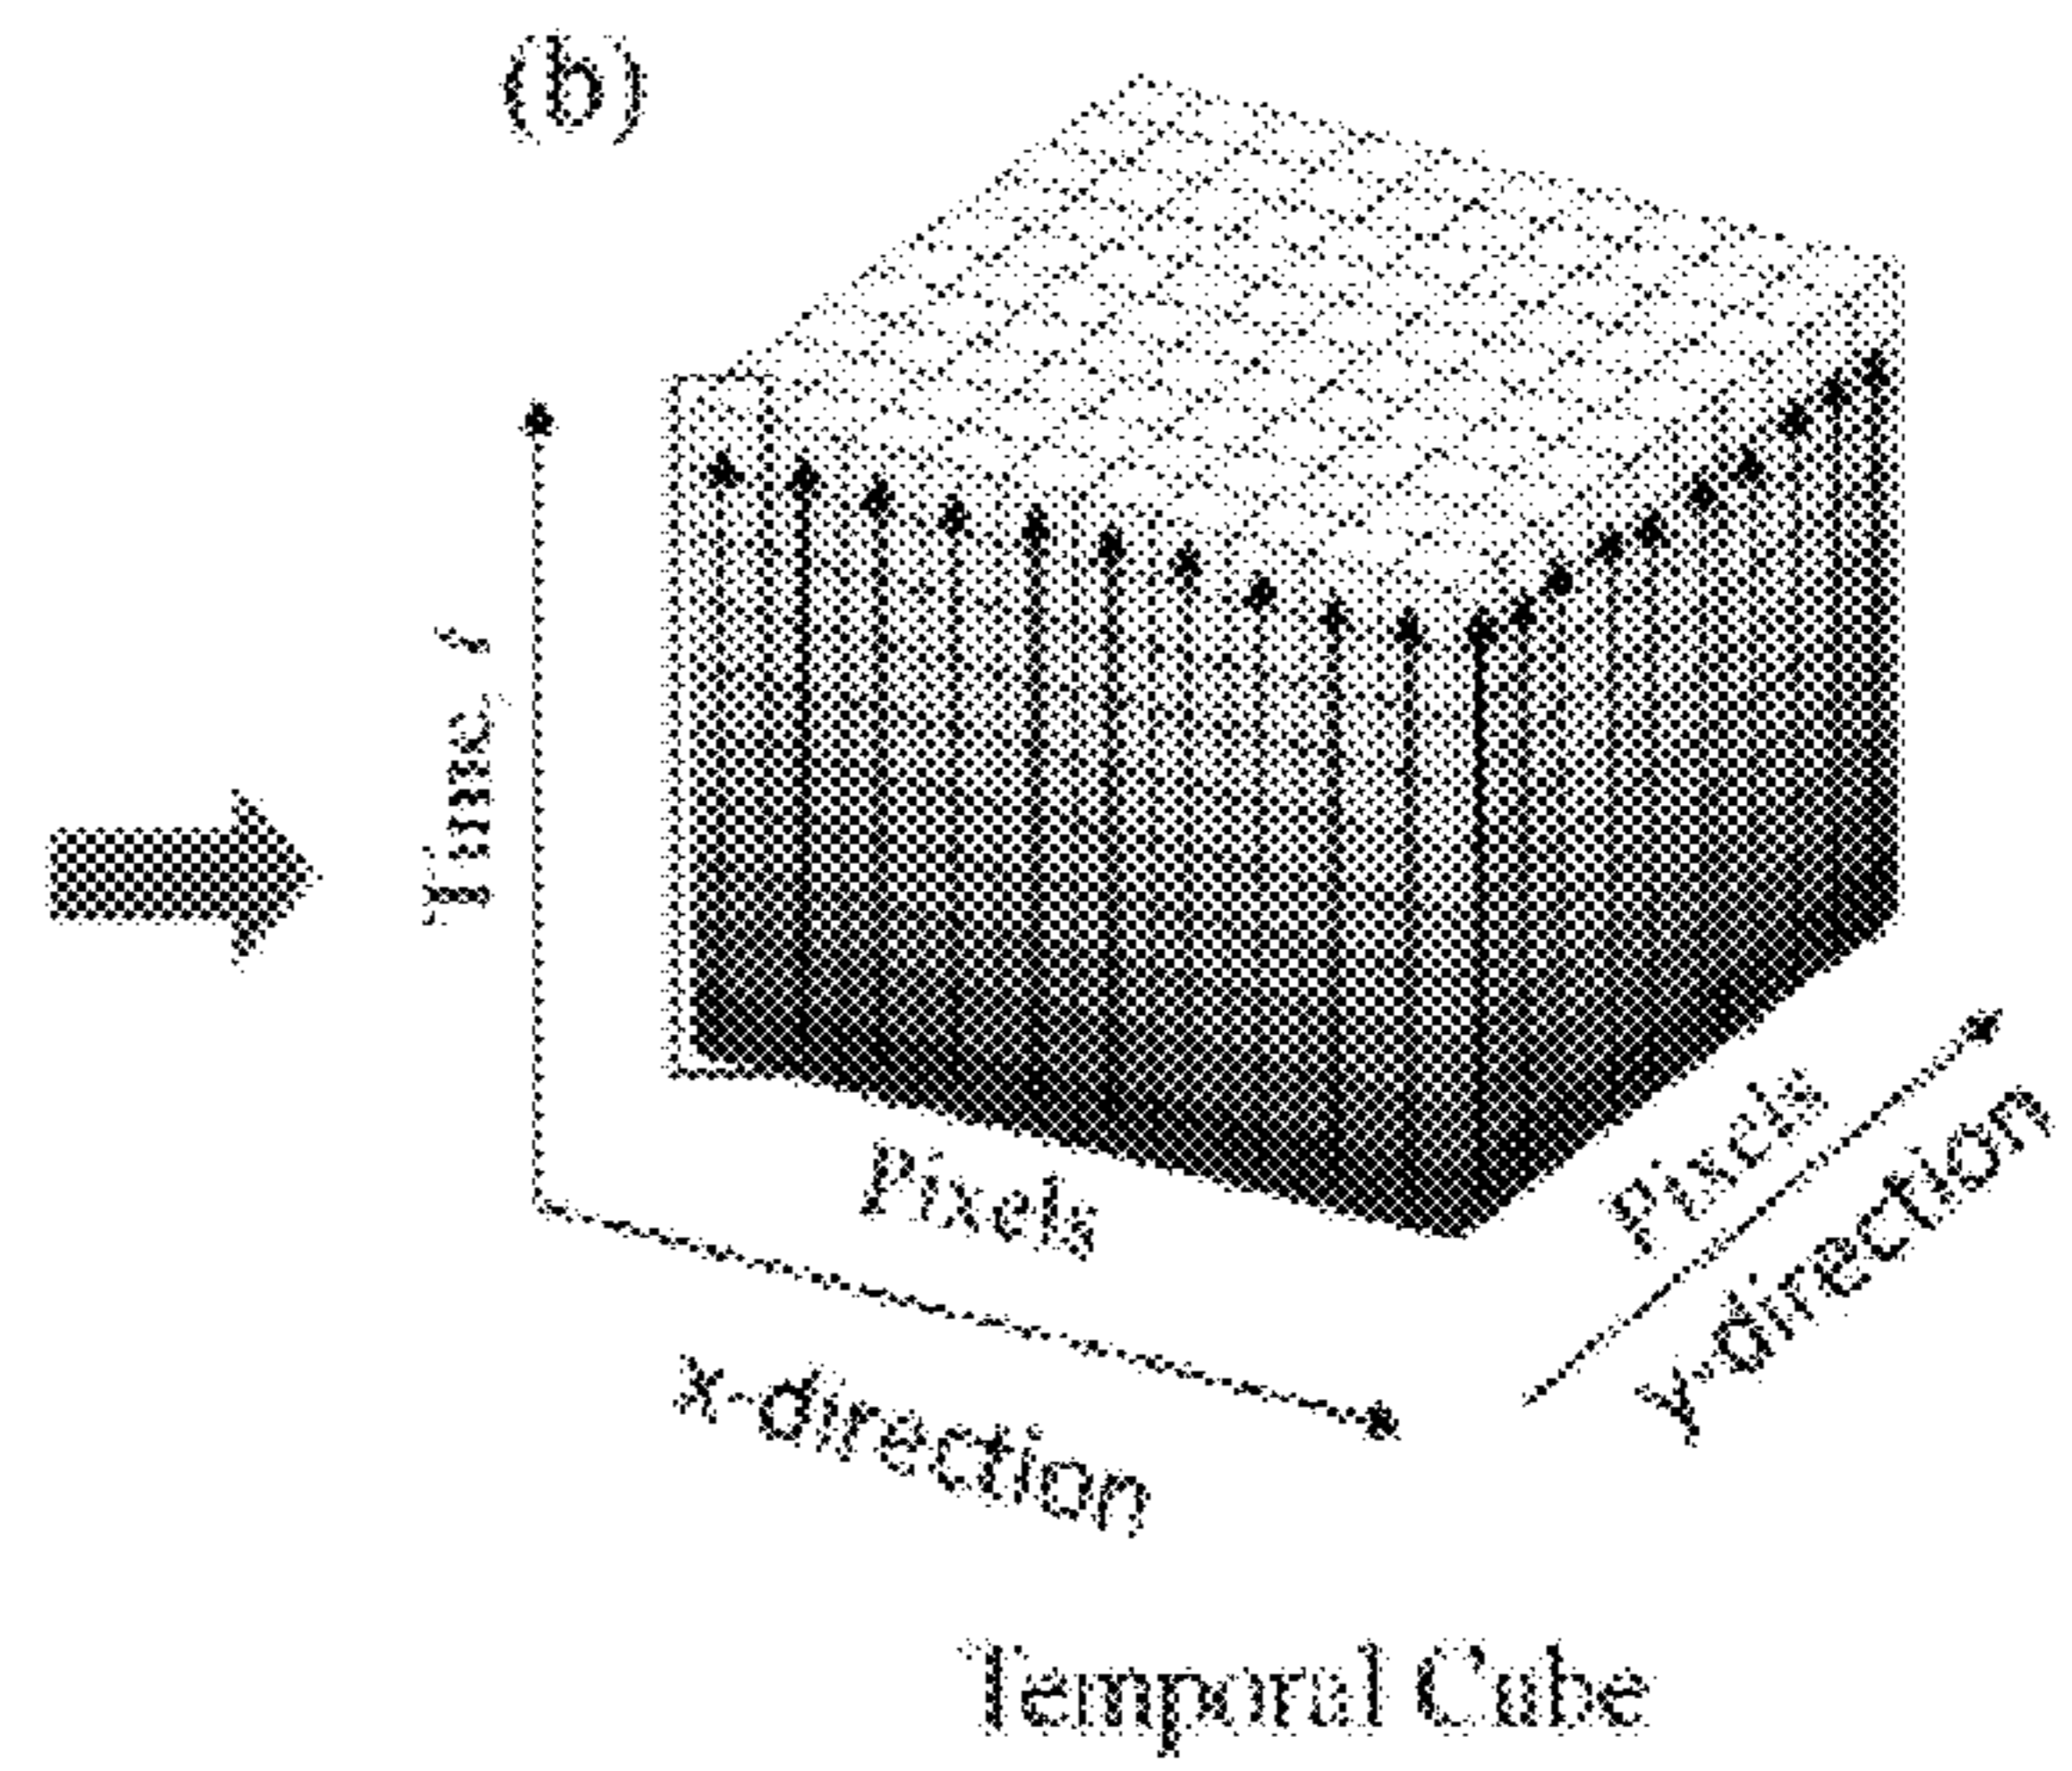 (b)
Time, t
Pixels
x-direction
Pixels
y-direction
Temporal Cube